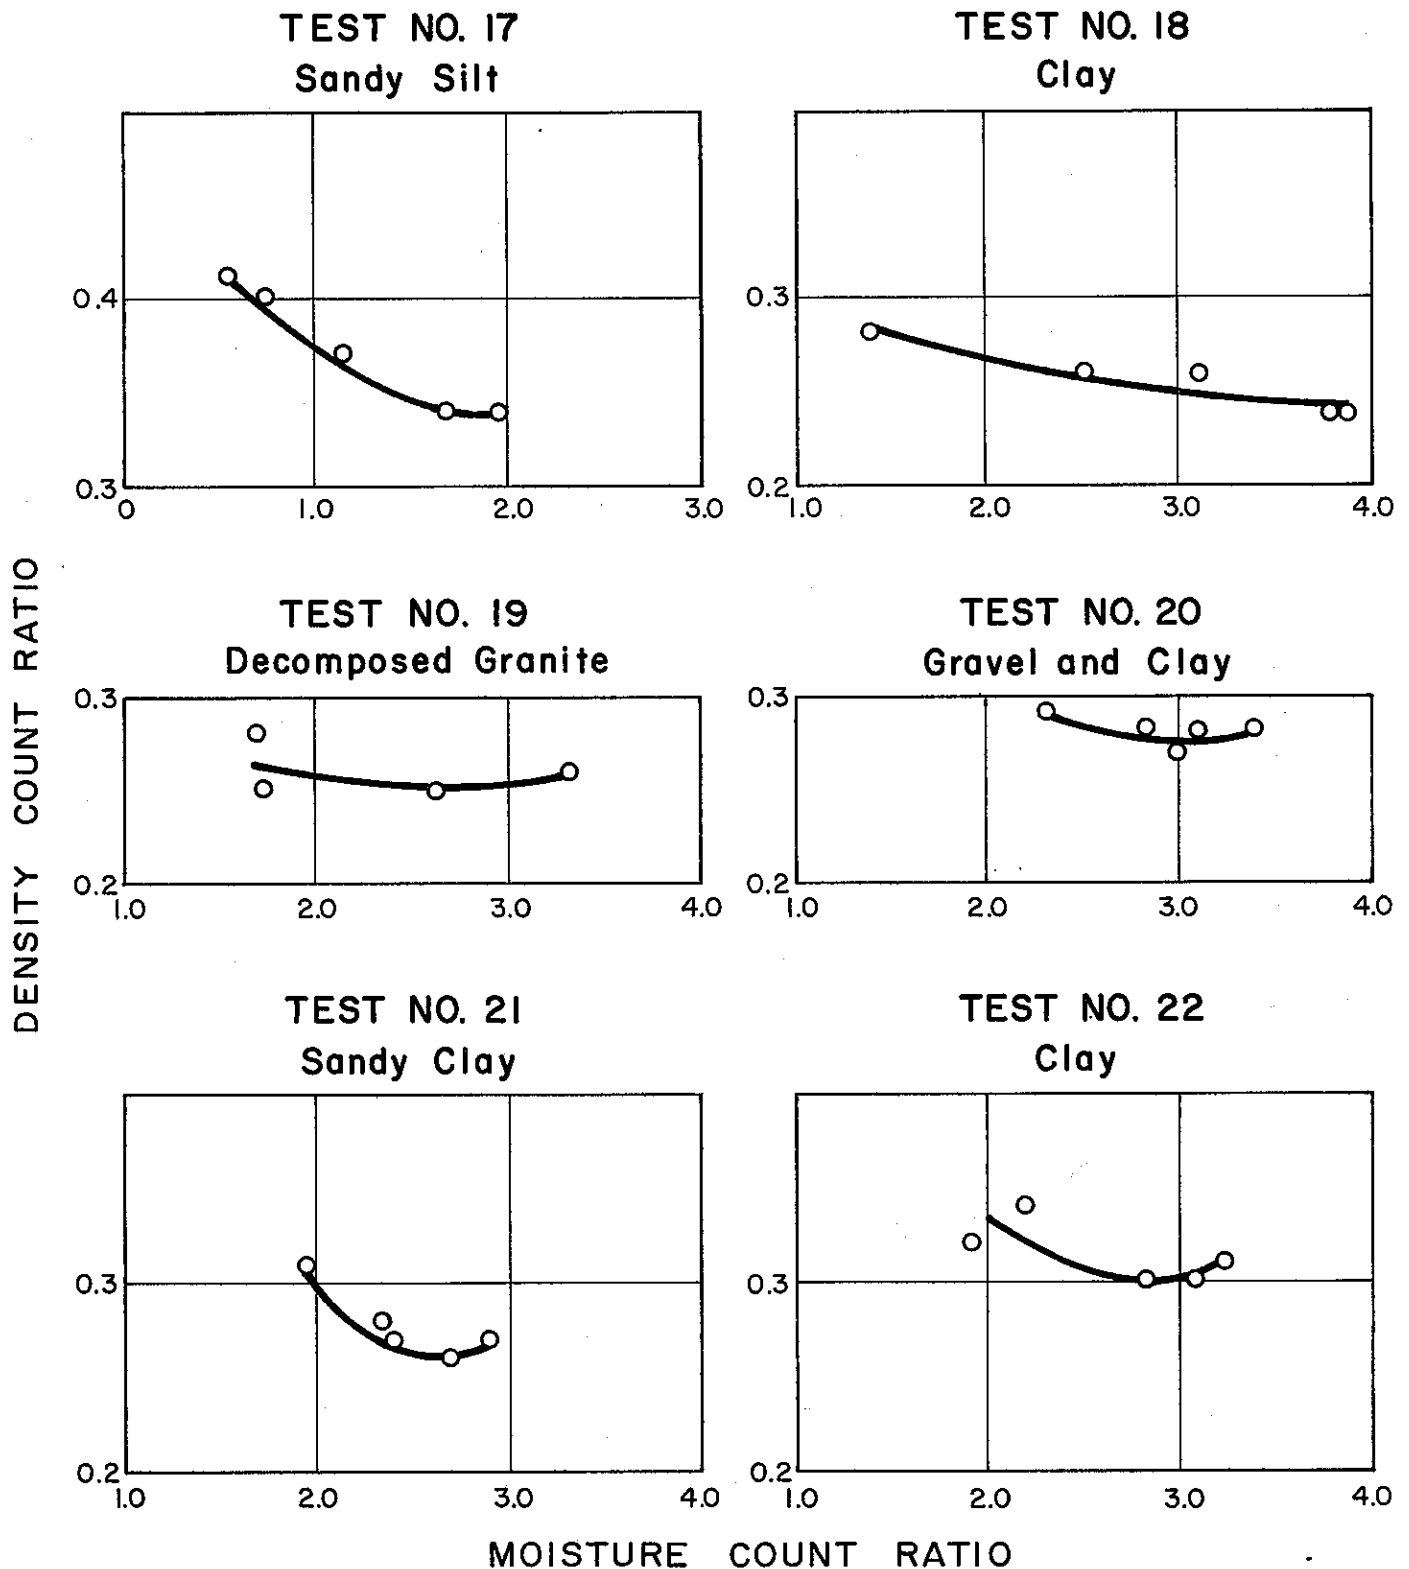 TEST NO. 17
Sandy Silt
0.4
0.3
0 1.0 2.0 3.0
TEST NO. 18
Clay
0.3
0.2
1.0 2.0 3.0 4.0
DENSITY COUNT RATIO
TEST NO. 19
Decomposed Granite
0.3
0.2
1.0 2.0 3.0 4.0
TEST NO. 20
Gravel and Clay
0.3
0.2
1.0 2.0 3.0 4.0
TEST NO. 21
Sandy Clay
0.3
0.2
1.0 2.0 3.0 4.0
TEST NO. 22
Clay
0.3
0.2
1.0 2.0 3.0 4.0
MOISTURE COUNT RATIO